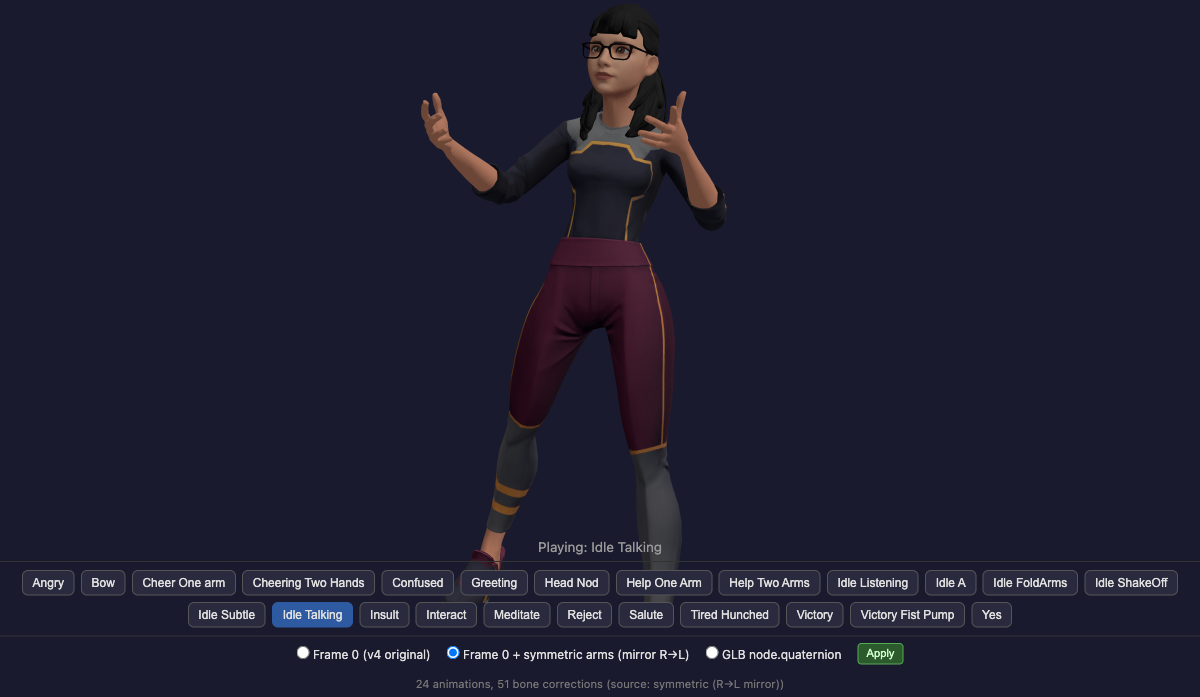 Playing: Idle Talking
Angry Bow Cheer One arm Cheering Two Hands Confused Greeting Head Nod Help One Arm Help Two Arms Idle Listening Idle A Idle FoldArms Idle ShakeOff
Idle Subtle Idle Talking Insult Interact Meditate Reject Salute Tired Hunched Victory Victory Fist Pump Yes
Frame 0 (v4 original) Frame 0 + symmetric arms (mirror R→L) GLB node.quaternion Apply
24 animations, 51 bone corrections (source: symmetric (R→L mirror))